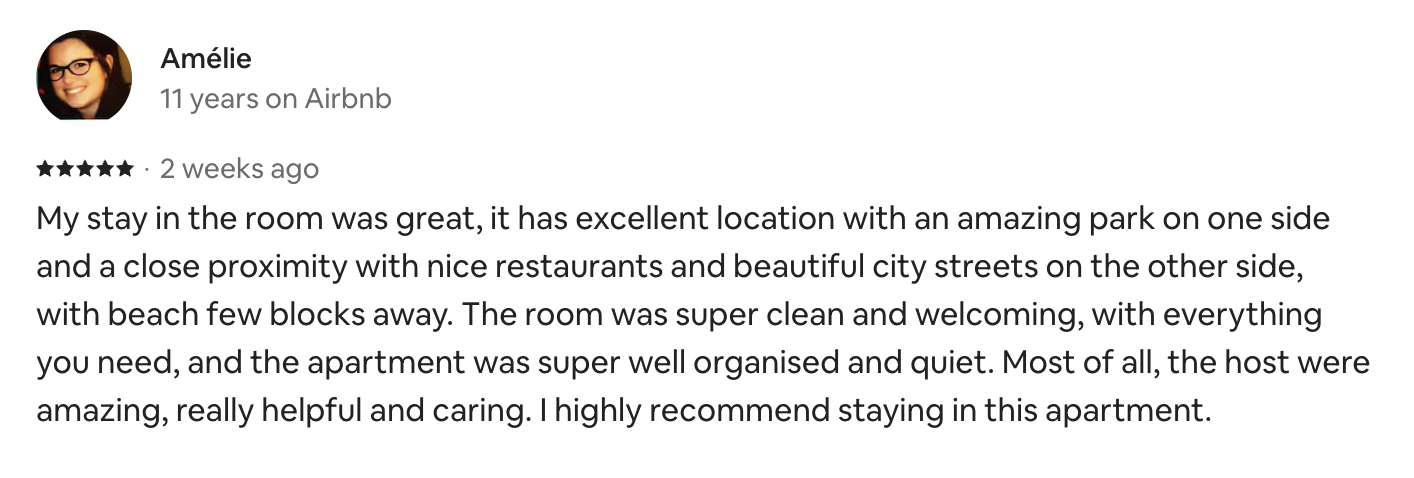 Amélie
11 years on Airbnb
★★★★★ · 2 weeks ago
My stay in the room was great, it has excellent location with an amazing park on one side
and a close proximity with nice restaurants and beautiful city streets on the other side,
with beach few blocks away. The room was super clean and welcoming, with everything
you need, and the apartment was super well organised and quiet. Most of all, the host were
amazing, really helpful and caring. I highly recommend staying in this apartment.